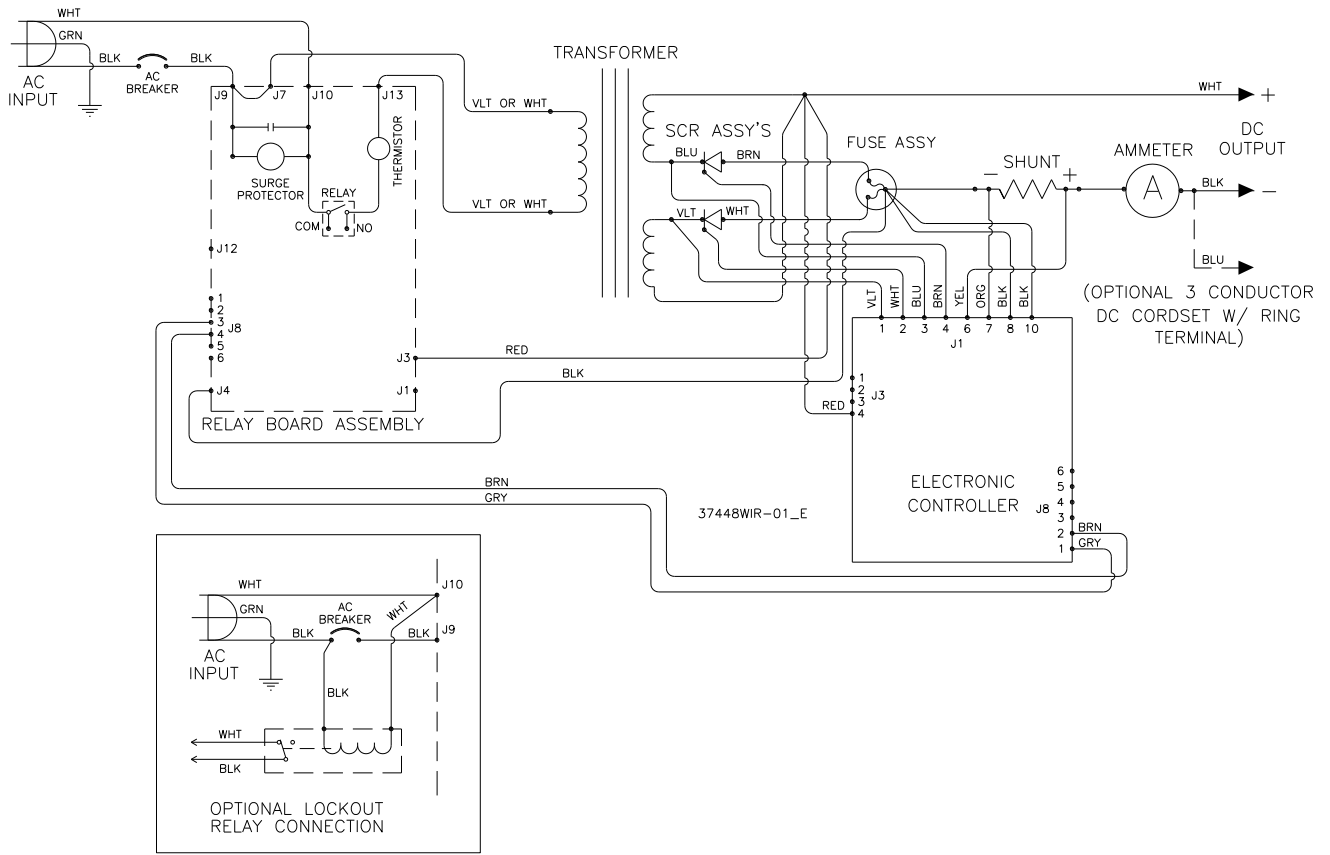 WHT
GRN
BLK
BLK
AC
INPUT
AC
BREAKER
J9
J7
J10
J13
SURGE
PROTECTOR
THERMISTOR
RELAY
COM
NO
J12
1
2
3
4
5
6
J8
J4
J3
J1
RELAY BOARD ASSEMBLY
TRANSFORMER
VLT OR WHT
VLT OR WHT
SCR ASSY'S
BLU
BRN
VLT
WHT
FUSE ASSY
SHUNT
−
+
AMMETER
A
WHT
+
DC
OUTPUT
BLK
−
BLU
(OPTIONAL 3 CONDUCTOR
DC CORDSET W/ RING
TERMINAL)
VLT
WHT
BLU
BRN
YEL
ORG
BLK
BLK
1
2
3
4
6
7
8
10
J1
RED
BLK
1
2
3
4
J3
RED
ELECTRONIC
CONTROLLER
6
5
4
3
2
1
J8
BRN
GRY
BRN
GRY
37448WIR-01_E
WHT
GRN
BLK
AC
INPUT
AC
BREAKER
WHT
BLK
J10
J9
BLK
WHT
BLK
OPTIONAL LOCKOUT
RELAY CONNECTION